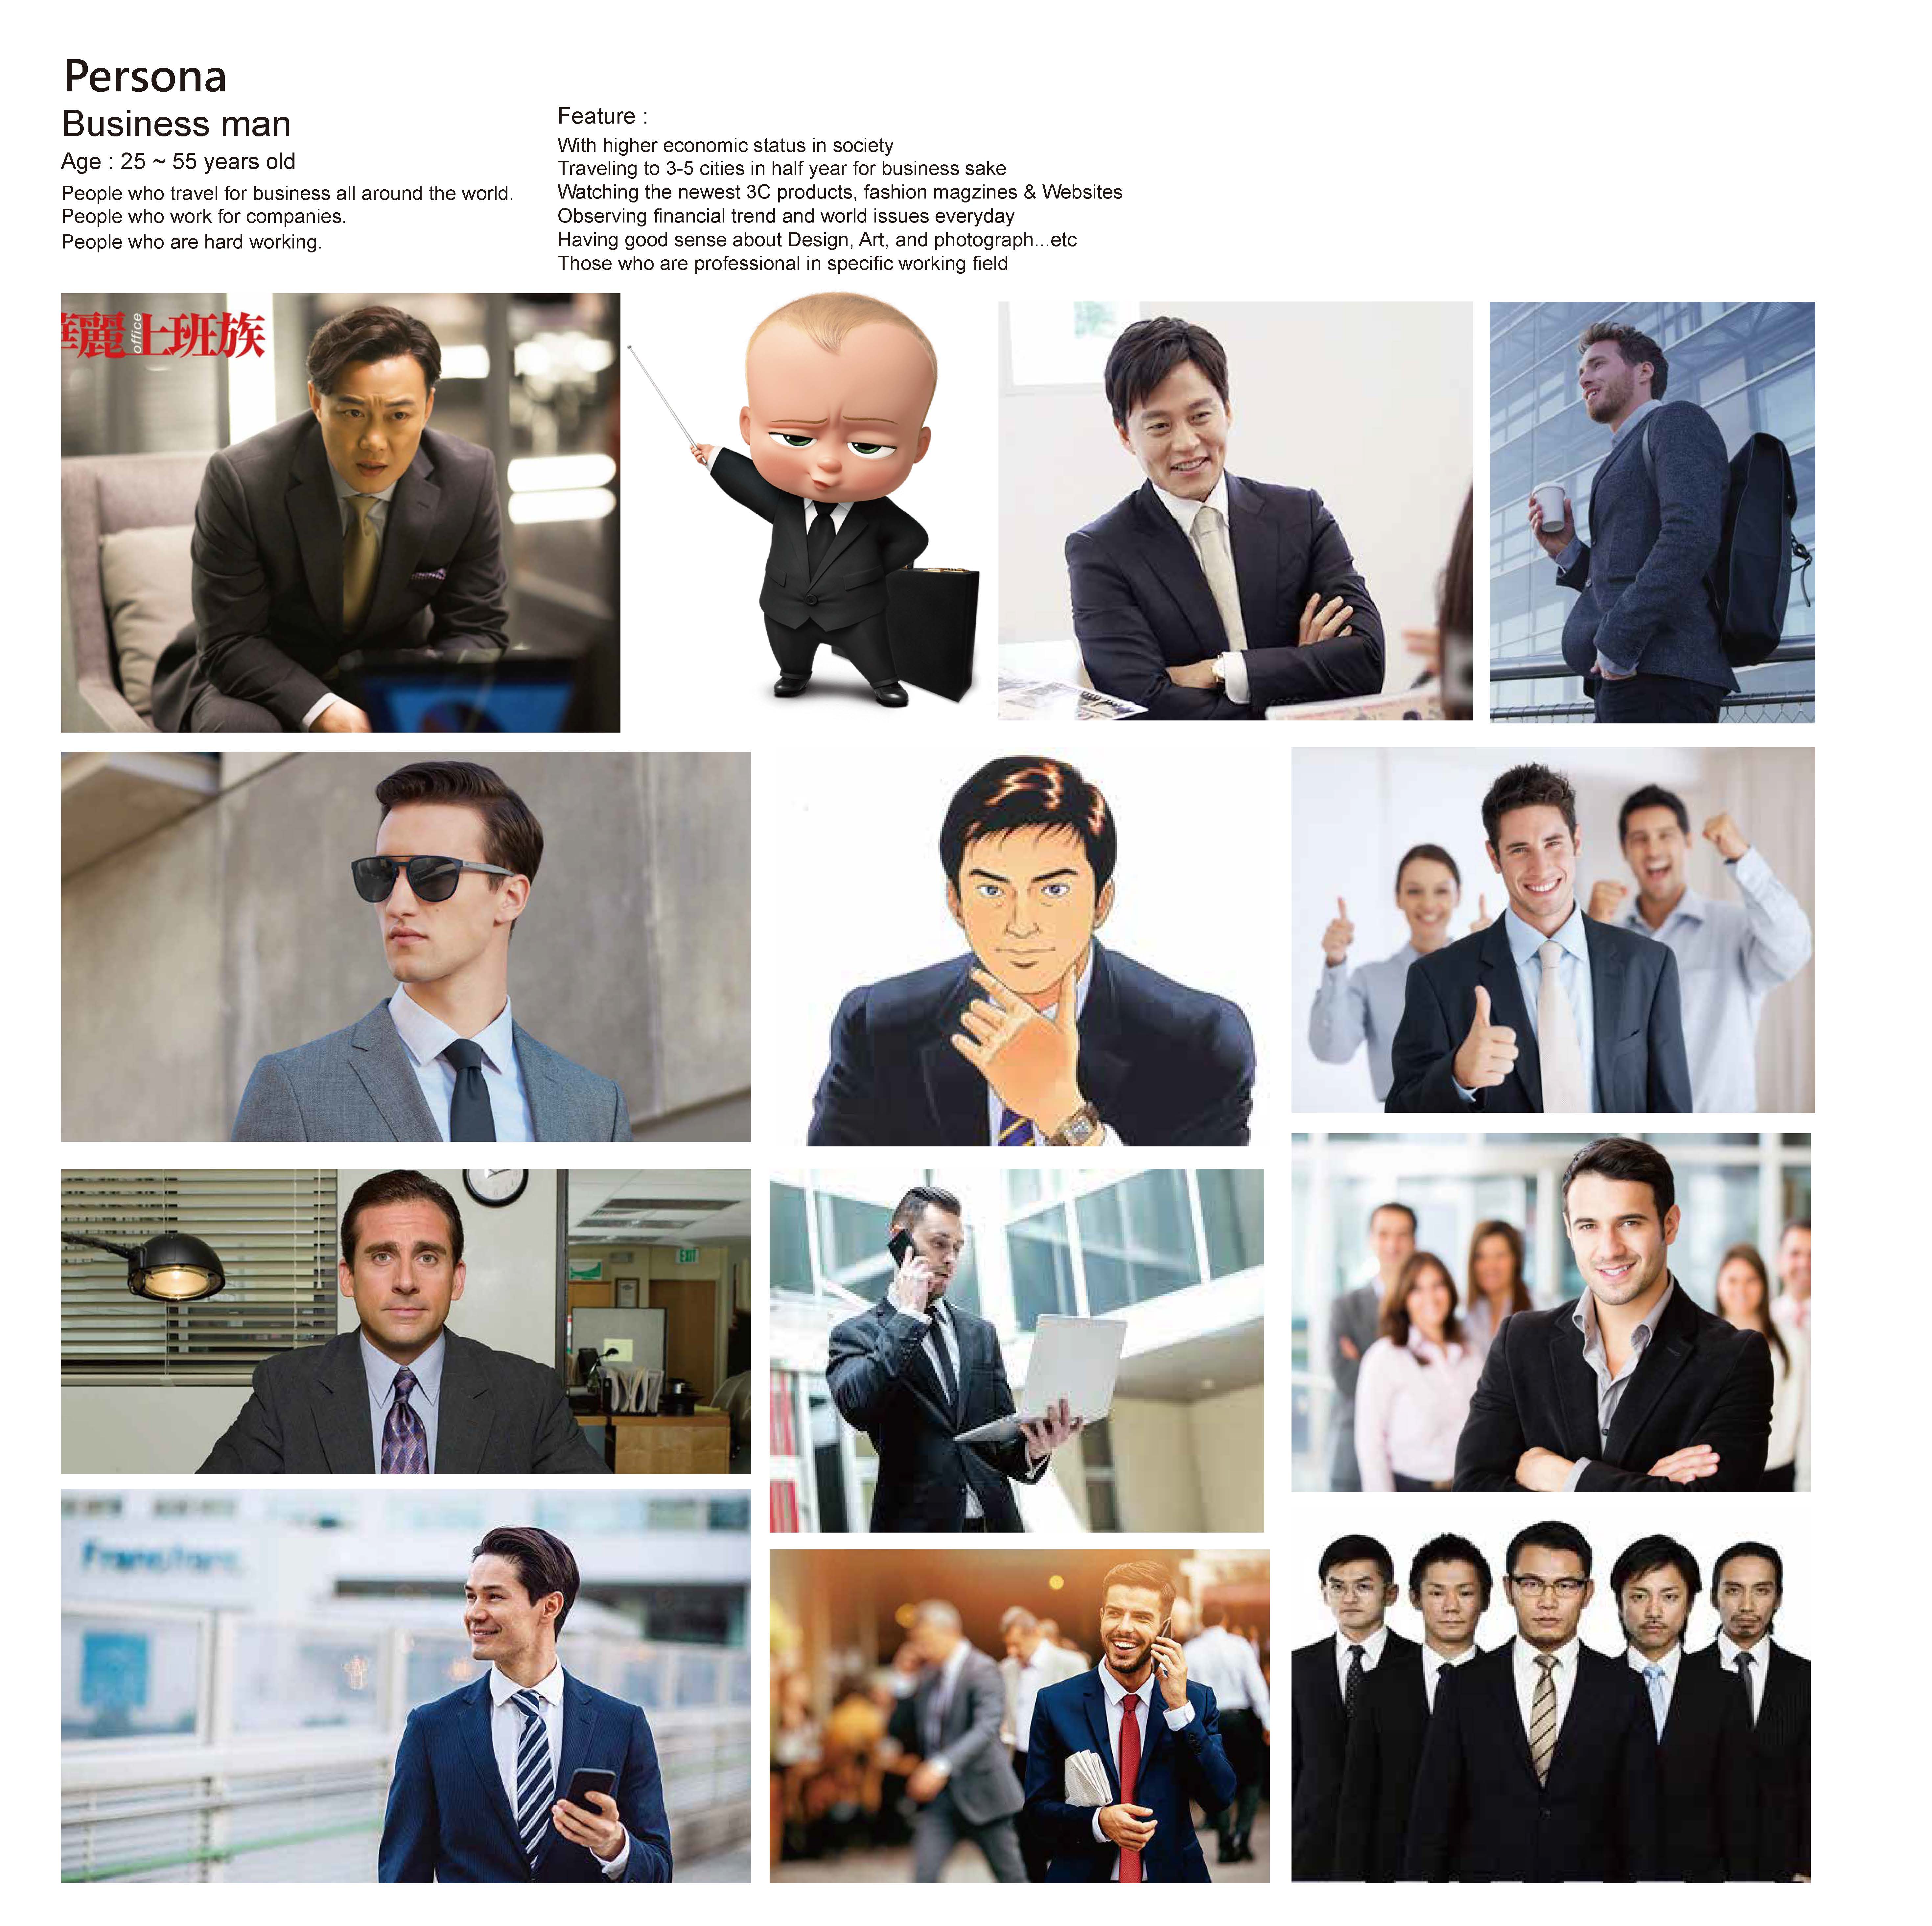 Persona
Business man
Age : 25 ~ 55 years old
People who travel for business all around the world.
People who work for companies.
People who are hard working.
Feature :
With higher economic status in society
Traveling to 3-5 cities in half year for business sake
Watching the newest 3C products, fashion magzines & Websites
Observing financial trend and world issues everyday
Having good sense about Design, Art, and photograph...etc
Those who are professional in specific working field
華麗上班族
office
EXIT